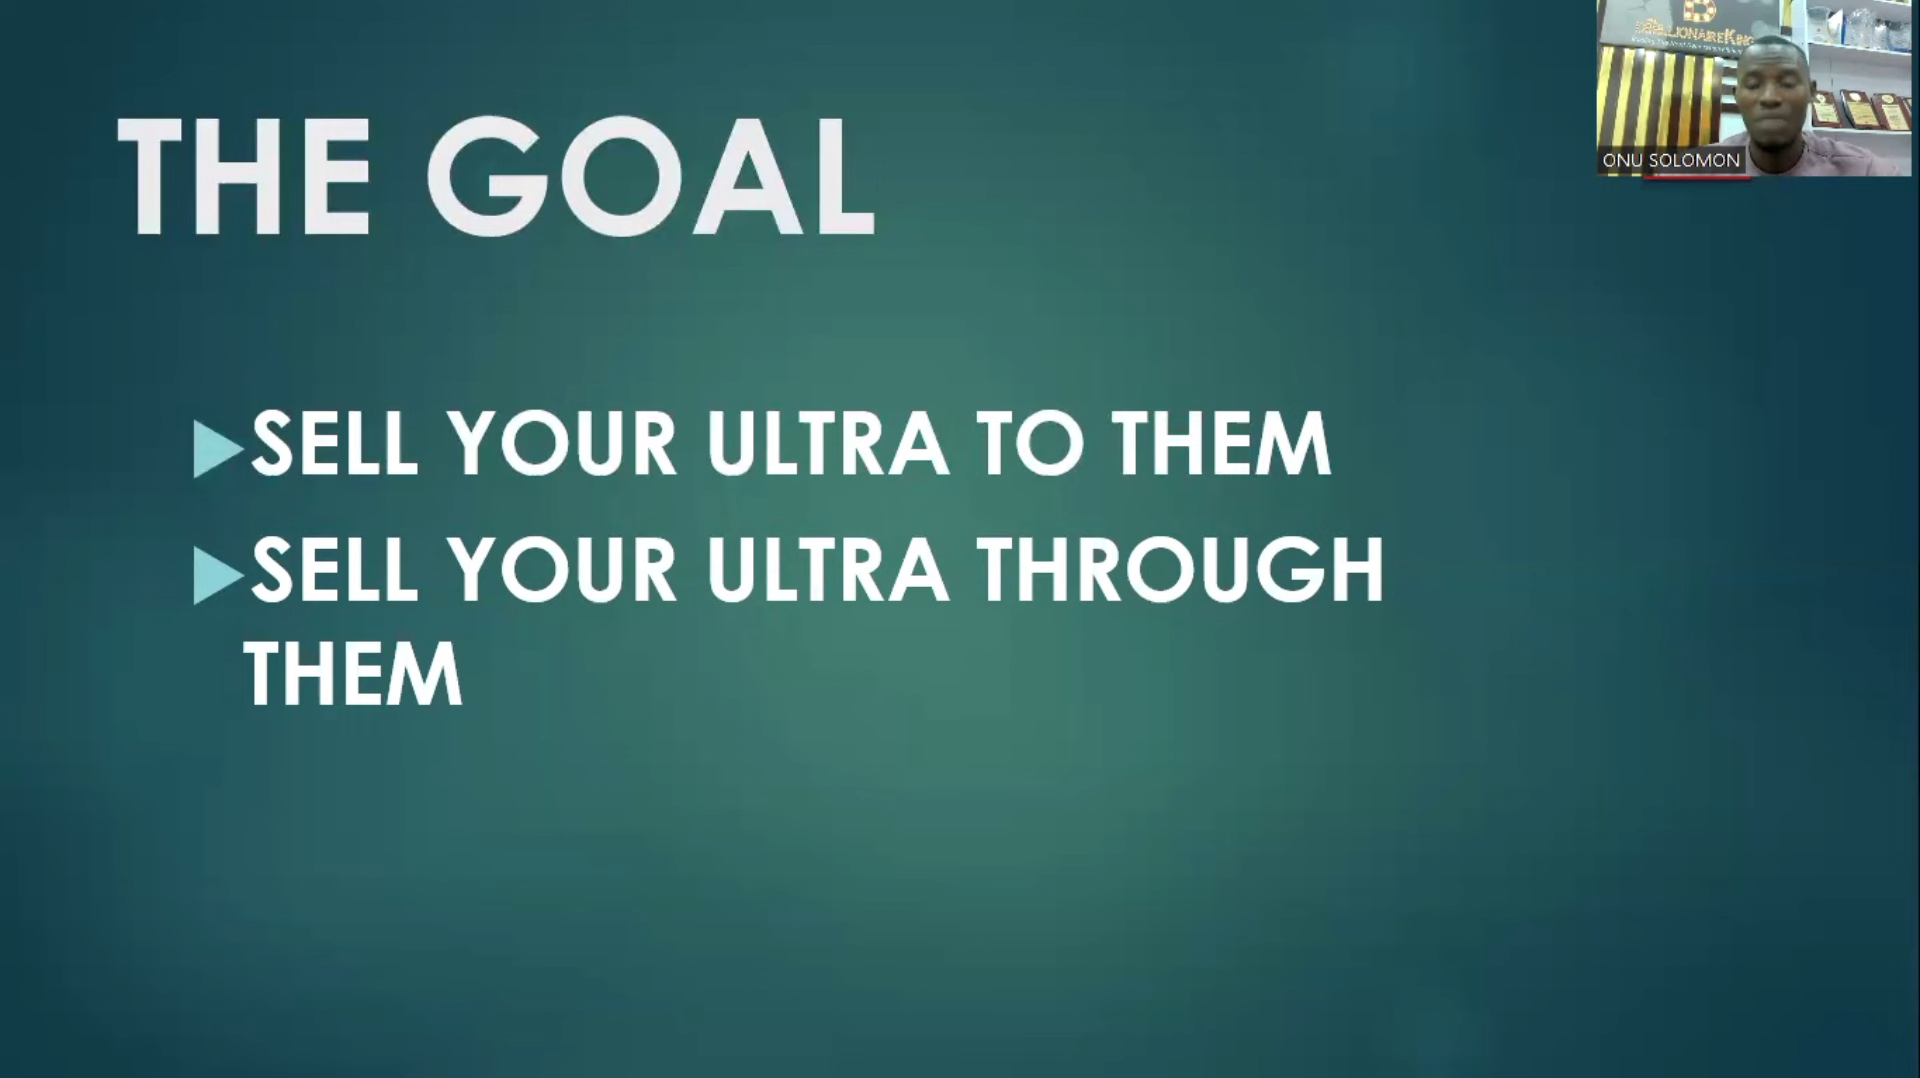 THE GOAL
SELL YOUR ULTRA TO THEM
SELL YOUR ULTRA THROUGH
THEM
ONU SOLOMON